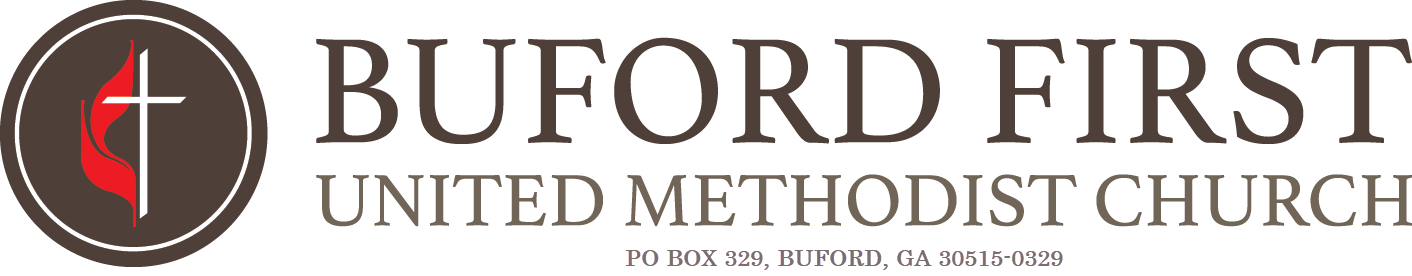 BUFORD FIRST
UNITED METHODIST CHURCH
PO BOX 329, BUFORD, GA 30515-0329